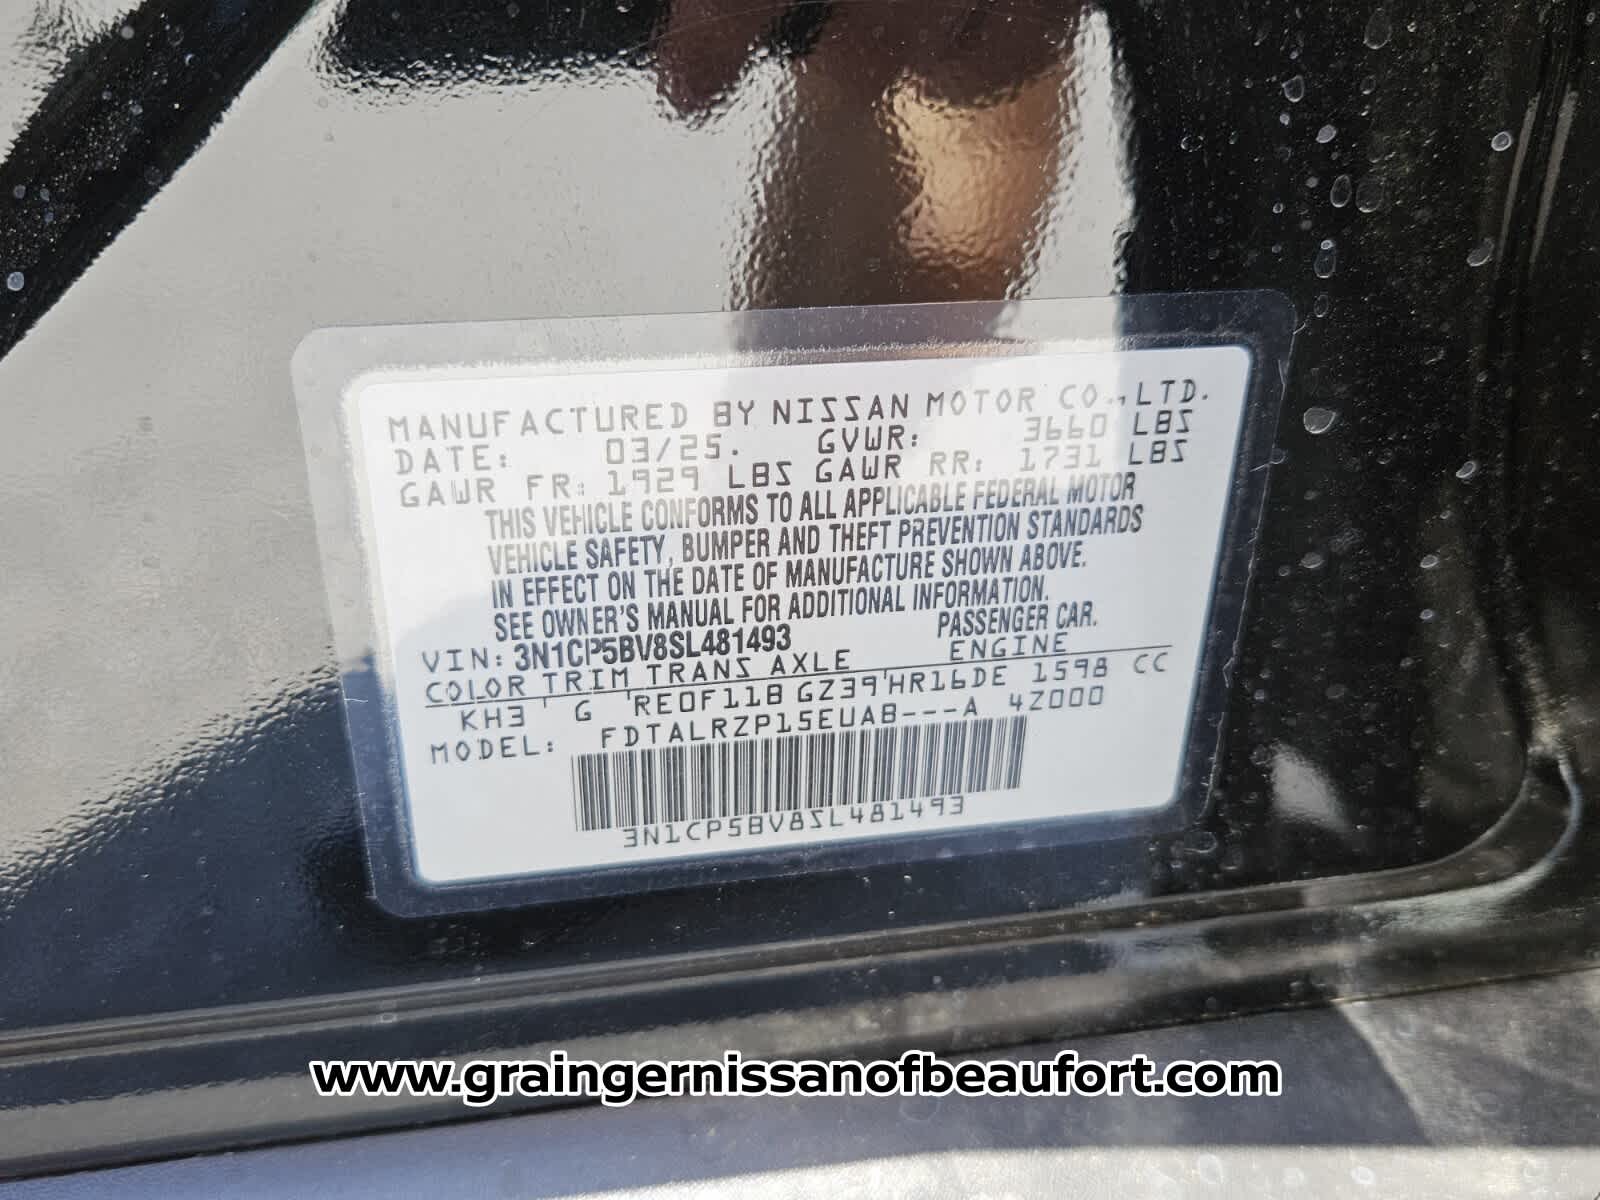 MANUFACTURED BY NISSAN MOTOR CO., LTD.
DATE: 03/25. GVWR: 3660 LBS
GAWR FR: 1929 LBS GAWR RR: 1731 LBS
THIS VEHICLE CONFORMS TO ALL APPLICABLE FEDERAL MOTOR
VEHICLE SAFETY, BUMPER AND THEFT PREVENTION STANDARDS
IN EFFECT ON THE DATE OF MANUFACTURE SHOWN ABOVE.
SEE OWNER'S MANUAL FOR ADDITIONAL INFORMATION.
VIN: 3N1CP5BV8SL481493 PASSENGER CAR.
COLOR TRIM TRANS AXLE ENGINE
KH3 ' G 'RE0F11B GZ39'HR16DE 1598 CC
MODEL: FDTALRZP15EUAB---A 4Z000
3N1CP5BV8SL481493
www.graingernissanofbeaufort.com